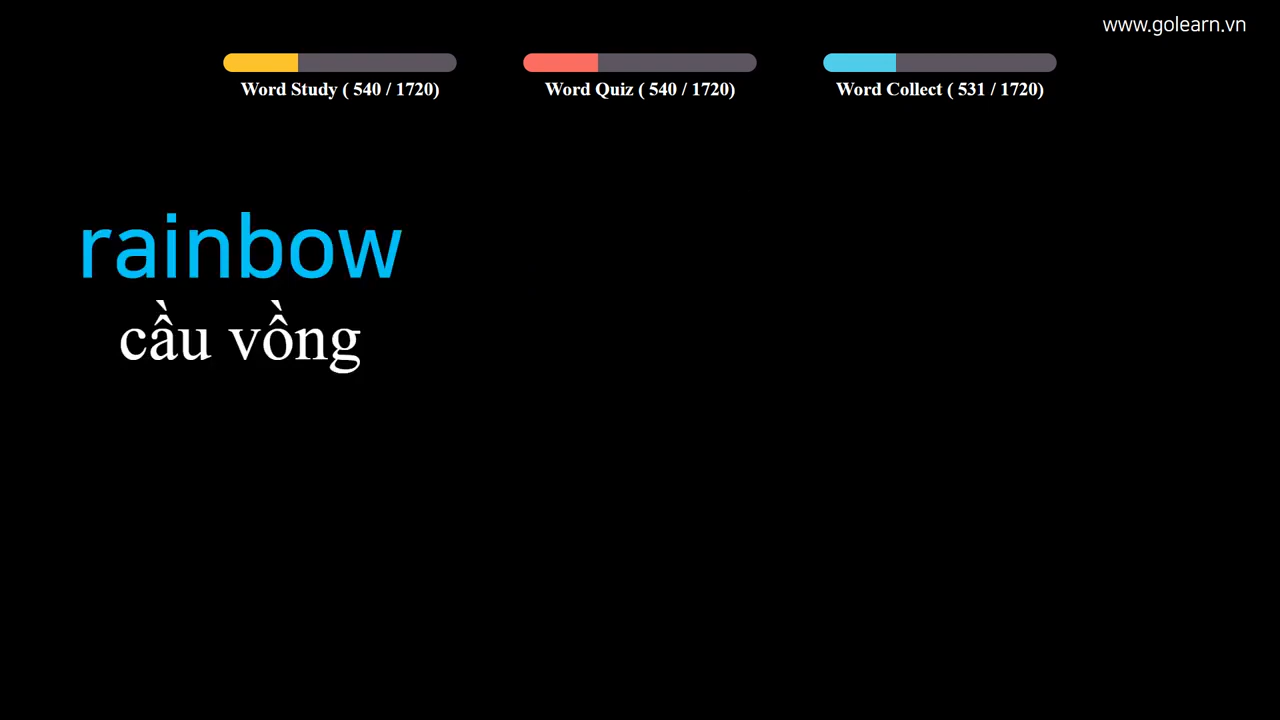 www.golearn.vn
Word Study ( 540 / 1720)
Word Quiz ( 540 / 1720)
Word Collect ( 531 / 1720)
rainbow
cầu vồng